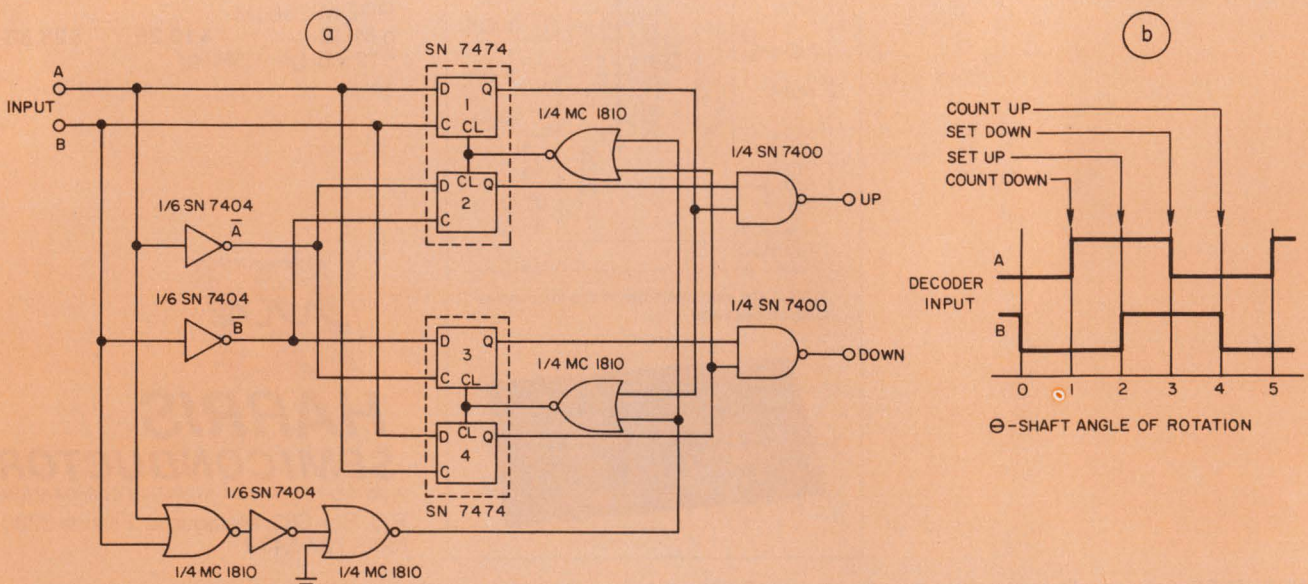 a
b
SN 7474
A
INPUT
B
D Q
1
C CL
1/4 MC 1810
CL Q
D
2
C
1/4 SN 7400
UP
1/6 SN 7404
A
1/6 SN 7404
B
D Q
3
C CL
1/4 MC 1810
1/4 SN 7400
DOWN
CL Q
D
4
C
SN 7474
1/6 SN 7404
1/4 MC 1810
1/4 MC 1810
COUNT UP
SET DOWN
SET UP
COUNT DOWN
A
DECODER
INPUT
B
0 1 2 3 4 5
Θ-SHAFT ANGLE OF ROTATION